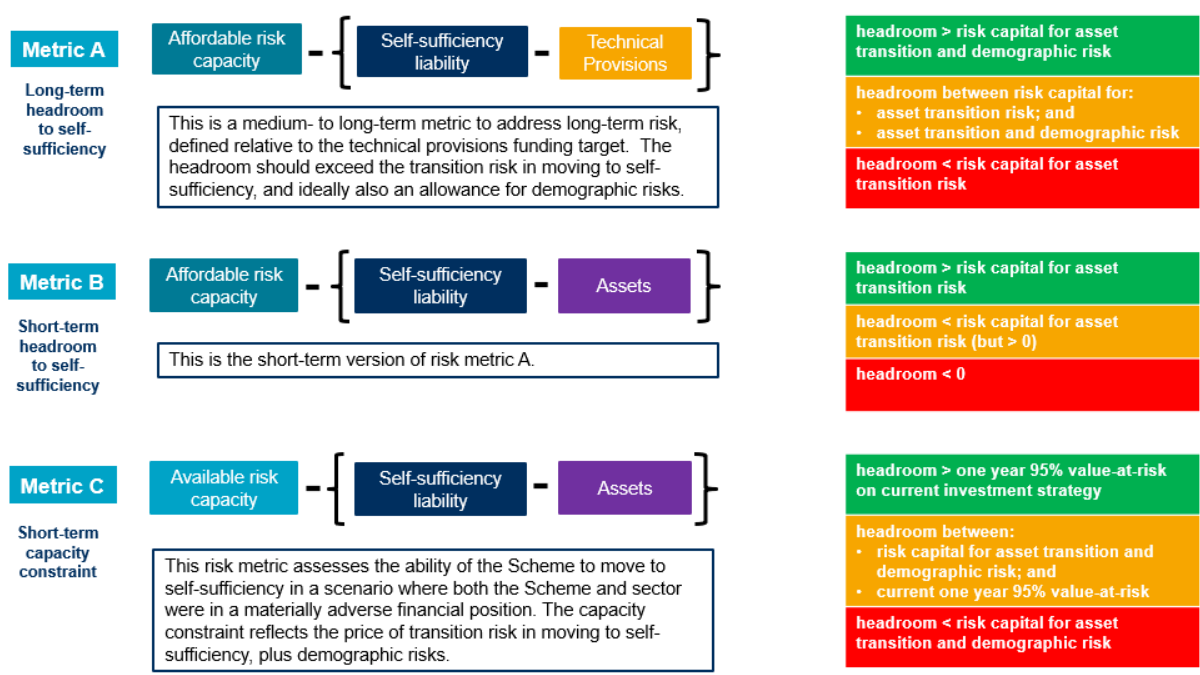 Metric A
Long-term
headroom
to self-
sufficiency
Affordable risk
capacity
-
{
Self-sufficiency
liability
-
Technical
Provisions
}
This is a medium- to long-term metric to address long-term risk,
defined relative to the technical provisions funding target.  The
headroom should exceed the transition risk in moving to self-
sufficiency, and ideally also an allowance for demographic risks.
headroom > risk capital for asset
transition and demographic risk
headroom between risk capital for:
• asset transition risk; and
• asset transition and demographic risk
headroom < risk capital for asset
transition risk
Metric B
Short-term
headroom
to self-
sufficiency
Affordable risk
capacity
-
{
Self-sufficiency
liability
-
Assets
}
This is the short-term version of risk metric A.
headroom > risk capital for asset
transition risk
headroom < risk capital for asset
transition risk (but > 0)
headroom < 0
Metric C
Short-term
capacity
constraint
Available risk
capacity
-
{
Self-sufficiency
liability
-
Assets
}
This risk metric assesses the ability of the Scheme to move to
self-sufficiency in a scenario where both the Scheme and sector
were in a materially adverse financial position. The capacity
constraint reflects the price of transition risk in moving to self-
sufficiency, plus demographic risks.
headroom > one year 95% value-at-risk
on current investment strategy
headroom between:
• risk capital for asset transition and
demographic risk; and
• current one year 95% value-at-risk
headroom < risk capital for asset
transition and demographic risk